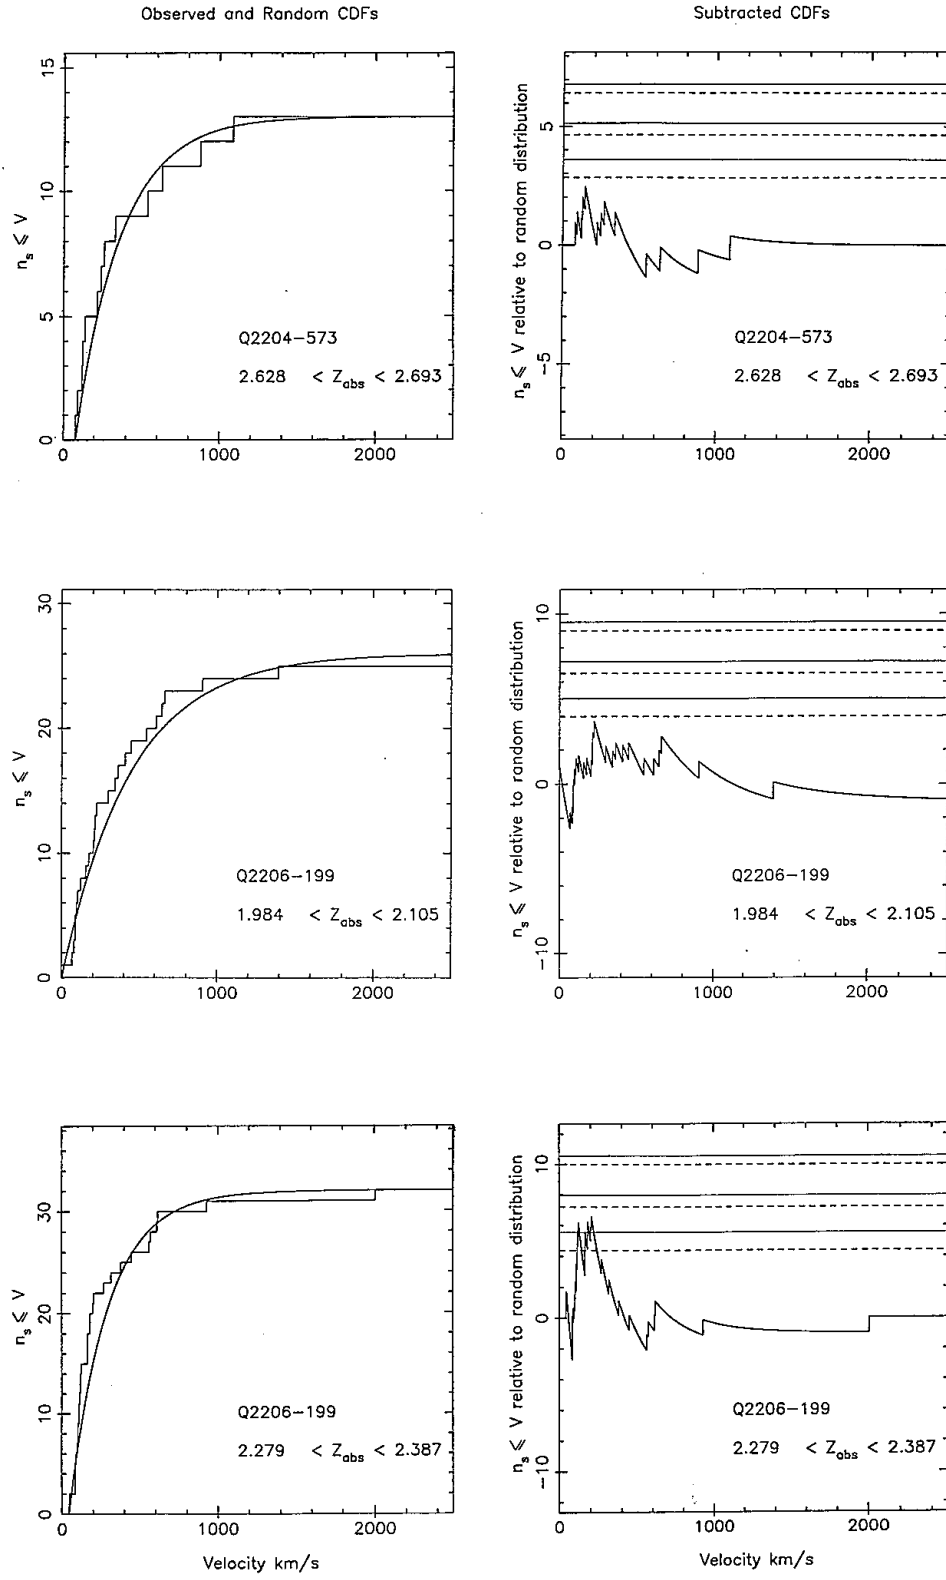 Observed and Random CDFs
Subtracted CDFs
n_s ⩽ V
15
10
5
0
0 1000 2000
Q2204−573
2.628 < Z_abs < 2.693
n_s ⩽ V relative to random distribution
5
0
−5
0 1000 2000
Q2204−573
2.628 < Z_abs < 2.693
n_s ⩽ V
30
20
10
0
0 1000 2000
Q2206−199
1.984 < Z_abs < 2.105
n_s ⩽ V relative to random distribution
10
0
−10
0 1000 2000
Q2206−199
1.984 < Z_abs < 2.105
n_s ⩽ V
30
20
10
0
0 1000 2000
Q2206−199
2.279 < Z_abs < 2.387
Velocity km/s
n_s ⩽ V relative to random distribution
10
0
−10
0 1000 2000
Q2206−199
2.279 < Z_abs < 2.387
Velocity km/s